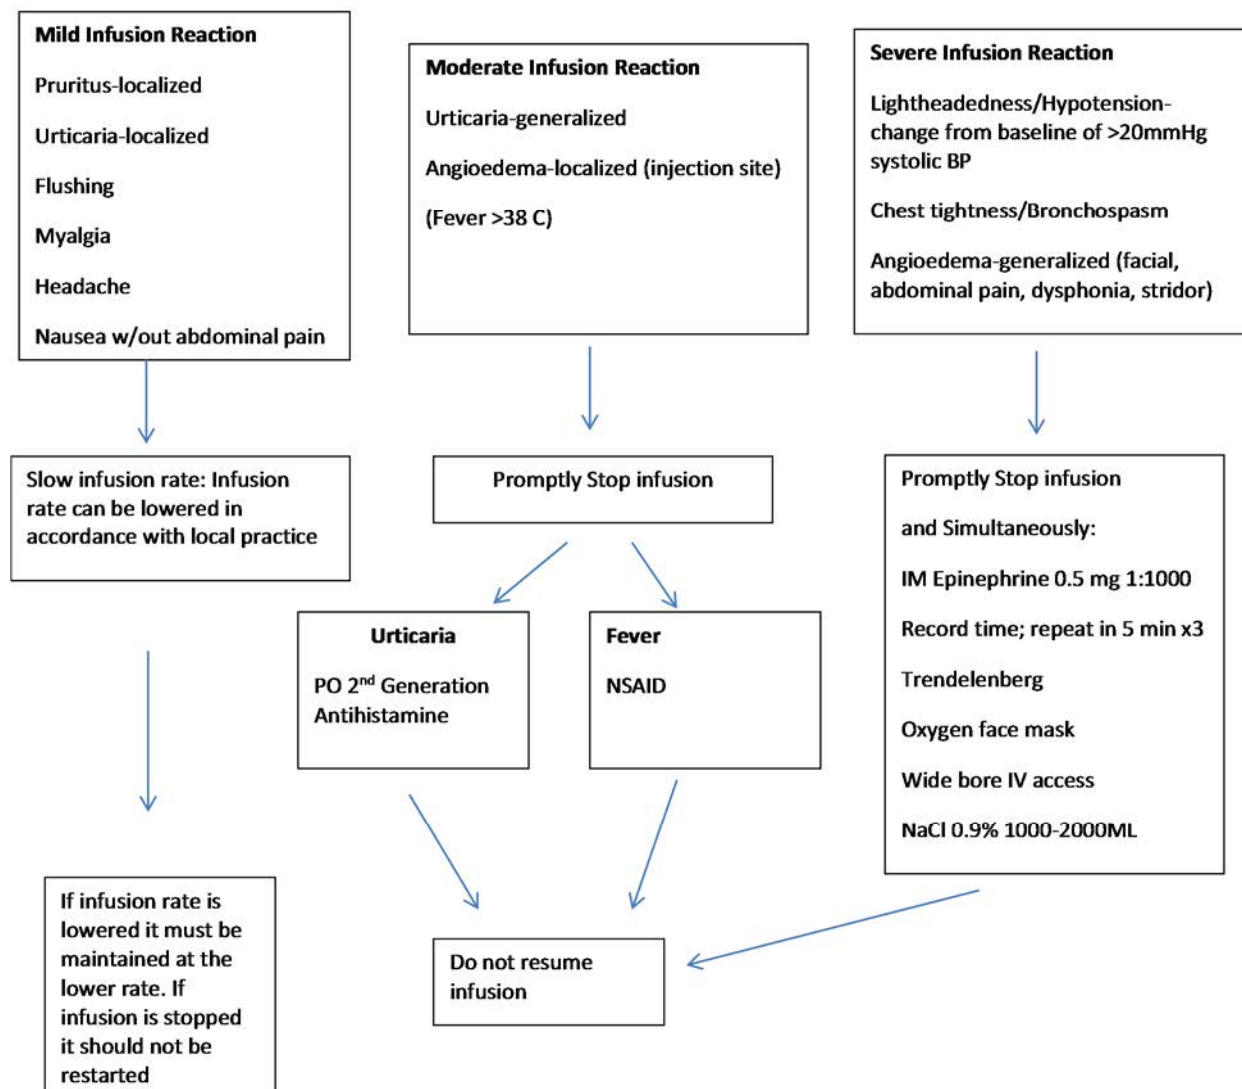 Mild Infusion Reaction
Pruritus-localized
Urticaria-localized
Flushing
Myalgia
Headache
Nausea w/out abdominal pain
Moderate Infusion Reaction
Urticaria-generalized
Angioedema-localized (injection site)
(Fever >38 C)
Severe Infusion Reaction
Lightheadedness/Hypotension-
change from baseline of >20mmHg
systolic BP
Chest tightness/Bronchospasm
Angioedema-generalized (facial,
abdominal pain, dysphonia, stridor)
Slow infusion rate: Infusion
rate can be lowered in
accordance with local practice
Promptly Stop infusion
Promptly Stop infusion
and Simultaneously:
IM Epinephrine 0.5 mg 1:1000
Record time; repeat in 5 min x3
Trendelenberg
Oxygen face mask
Wide bore IV access
NaCl 0.9% 1000-2000ML
Urticaria
PO 2nd Generation
Antihistamine
Fever
NSAID
If infusion rate is
lowered it must be
maintained at the
lower rate. If
infusion is stopped
it should not be
restarted
Do not resume
infusion